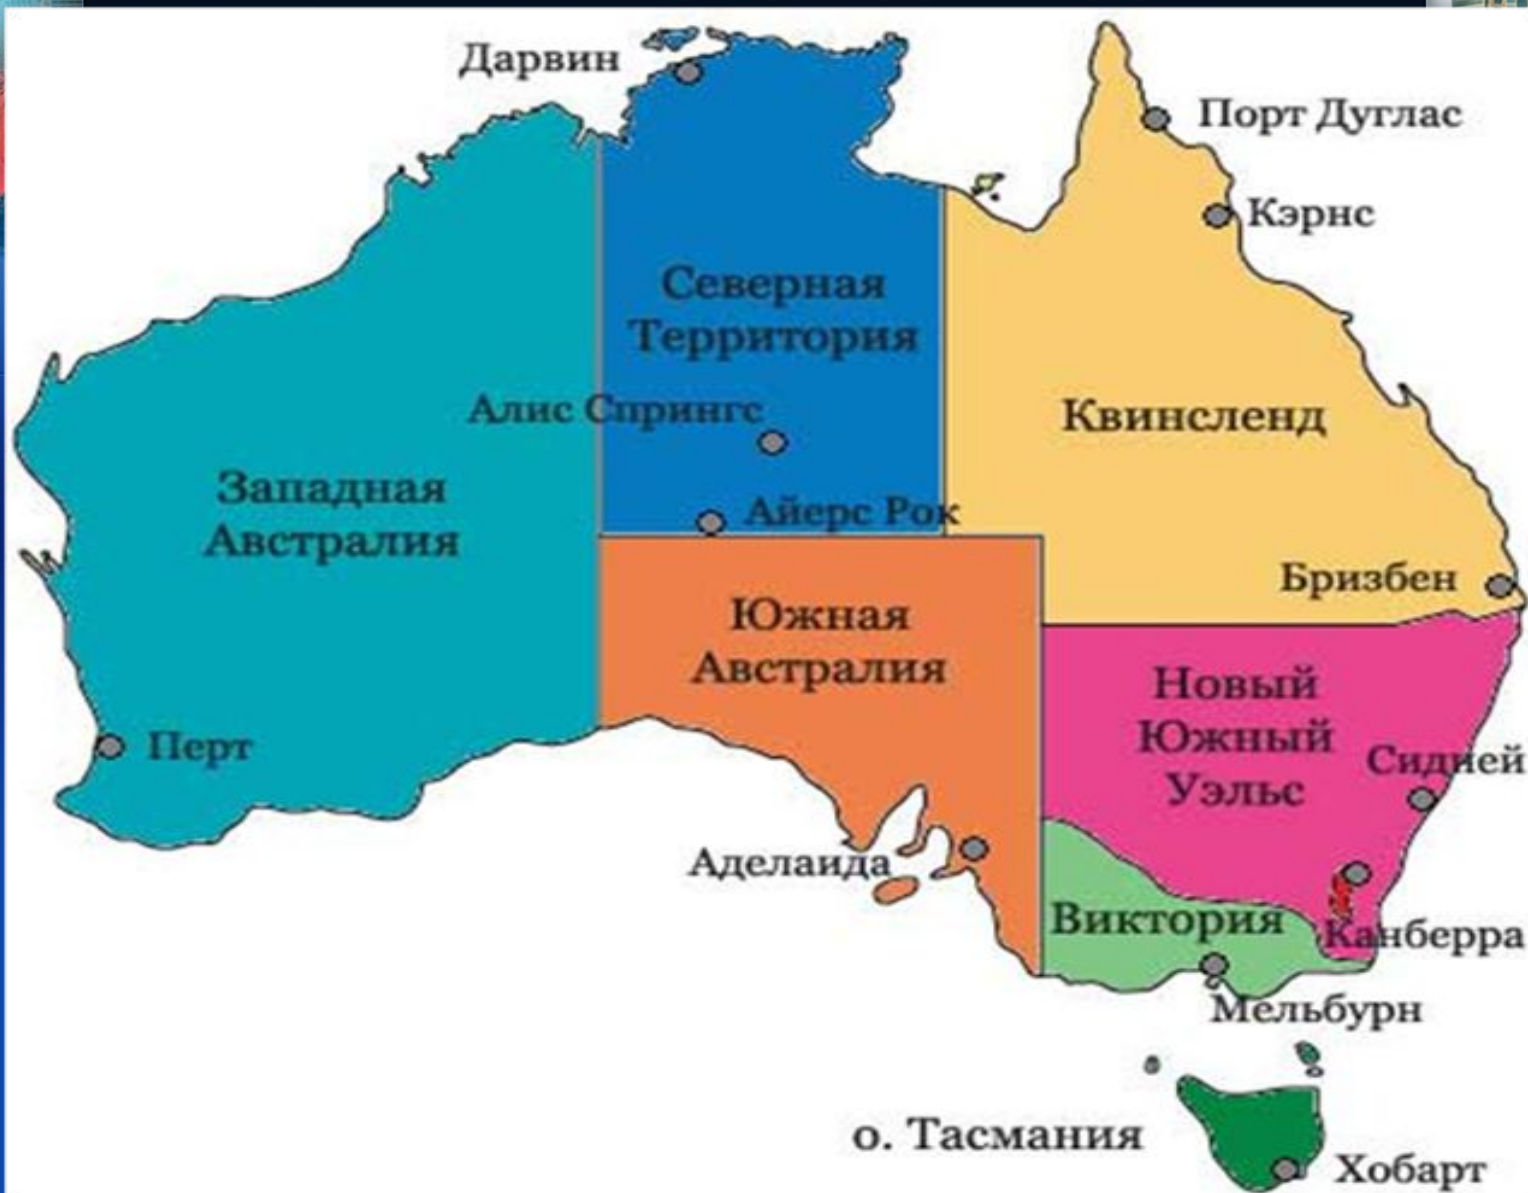 Дарвин
Порт Дуглас
Кэрнс
Северная
Территория
Алис Спрингс
Квинсленд
Западная
Австралия
Айерс Рок
Бризбен
Южная
Австралия
Новый
Южный
Уэльс
Сидней
Перт
Аделаида
Виктория
Канберра
Мельбурн
о. Тасмания
Хобарт